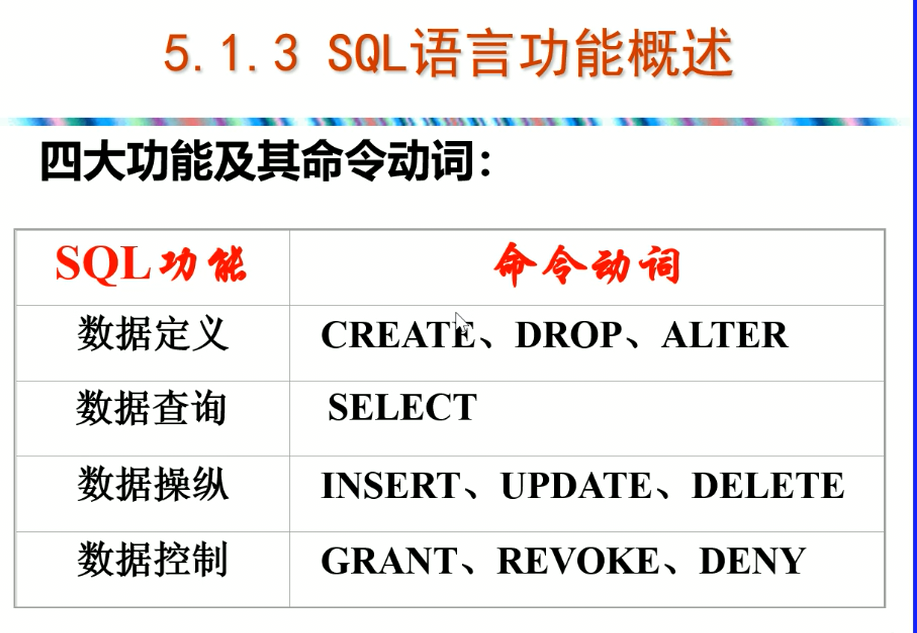 5.1.3 SQL语言功能概述
四大功能及其命令动词：
SQL功能 命令动词
数据定义 CREATE、DROP、ALTER
数据查询 SELECT
数据操纵 INSERT、UPDATE、DELETE
数据控制 GRANT、REVOKE、DENY